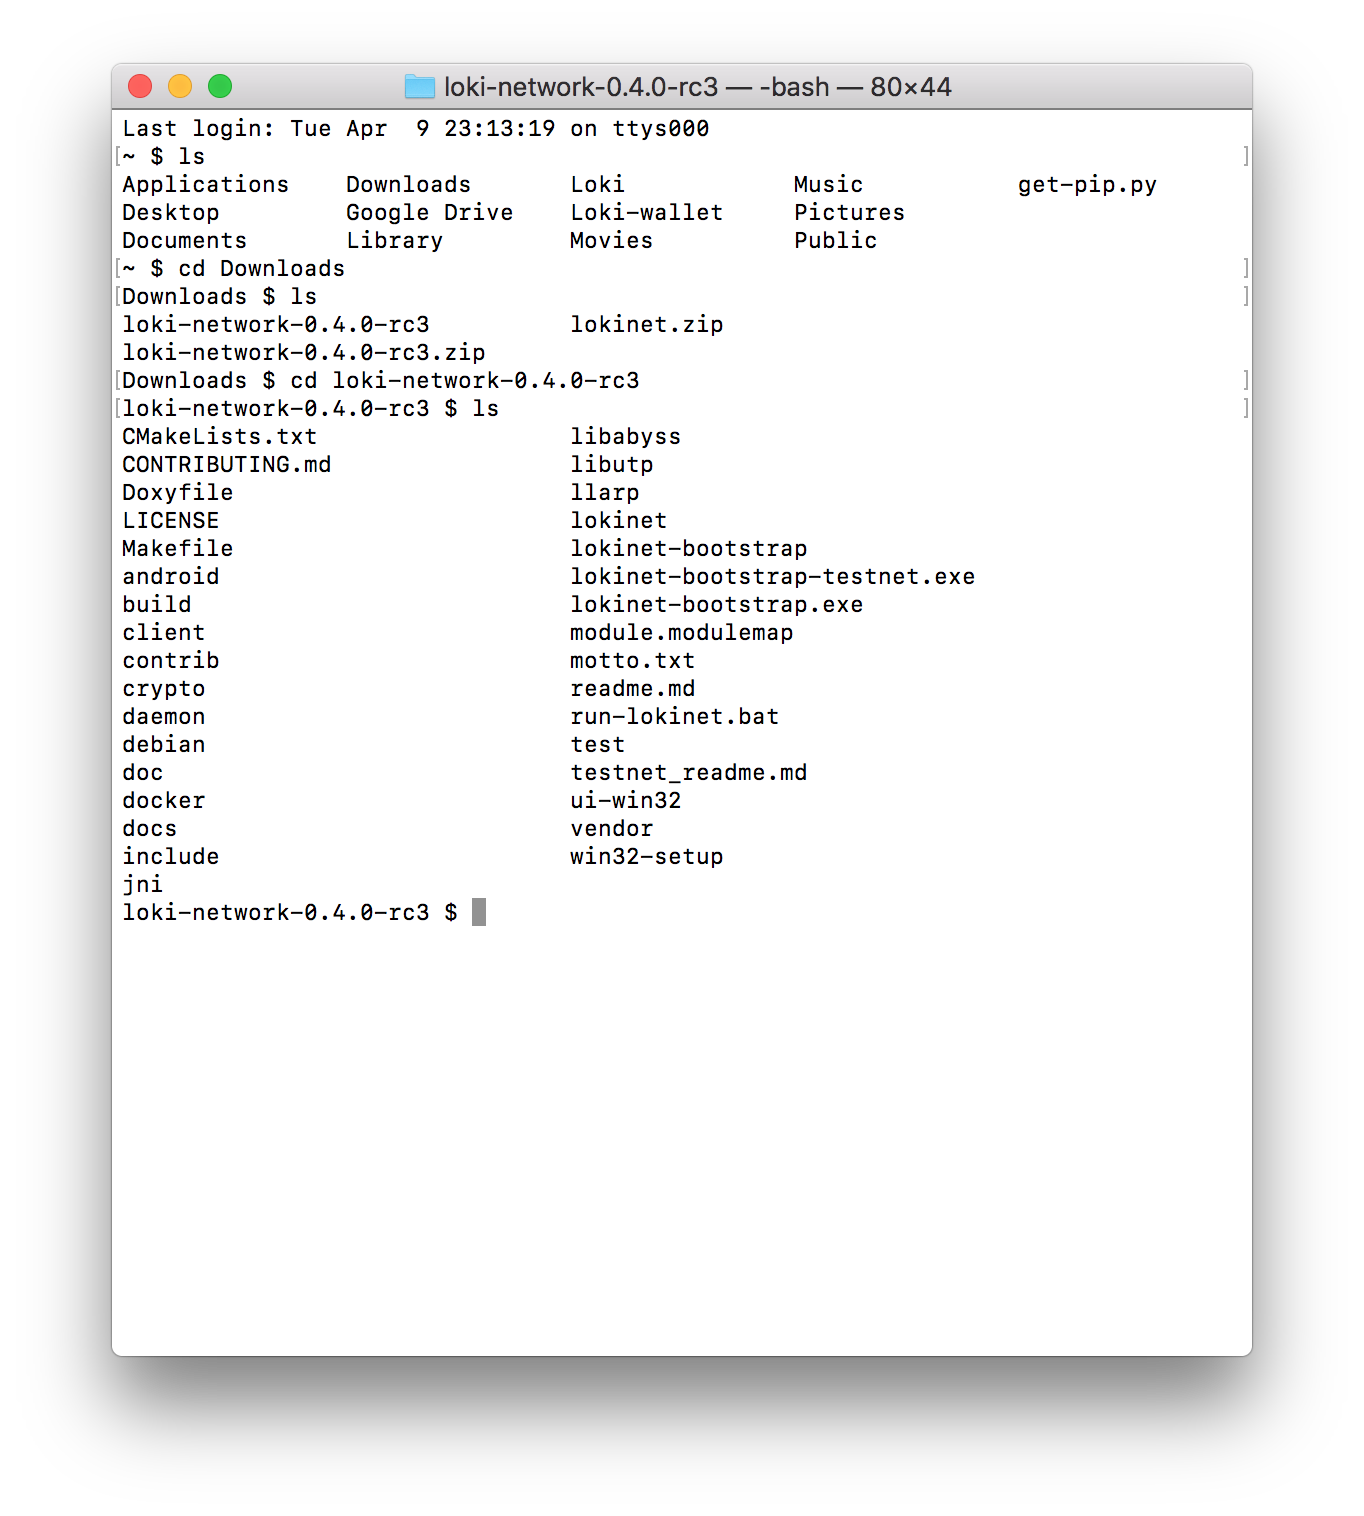 loki-network-0.4.0-rc3 — -bash — 80×44
Last login: Tue Apr  9 23:13:19 on ttys000
[~ $ ls ]
Applications    Downloads       Loki            Music           get-pip.py
Desktop         Google Drive    Loki-wallet     Pictures
Documents       Library         Movies          Public
[~ $ cd Downloads ]
[Downloads $ ls ]
loki-network-0.4.0-rc3          lokinet.zip
loki-network-0.4.0-rc3.zip
[Downloads $ cd loki-network-0.4.0-rc3 ]
[loki-network-0.4.0-rc3 $ ls ]
CMakeLists.txt                  libabyss
CONTRIBUTING.md                 libutp
Doxyfile                        llarp
LICENSE                         lokinet
Makefile                        lokinet-bootstrap
android                         lokinet-bootstrap-testnet.exe
build                           lokinet-bootstrap.exe
client                          module.modulemap
contrib                         motto.txt
crypto                          readme.md
daemon                          run-lokinet.bat
debian                          test
doc                             testnet_readme.md
docker                          ui-win32
docs                            vendor
include                         win32-setup
jni
loki-network-0.4.0-rc3 $